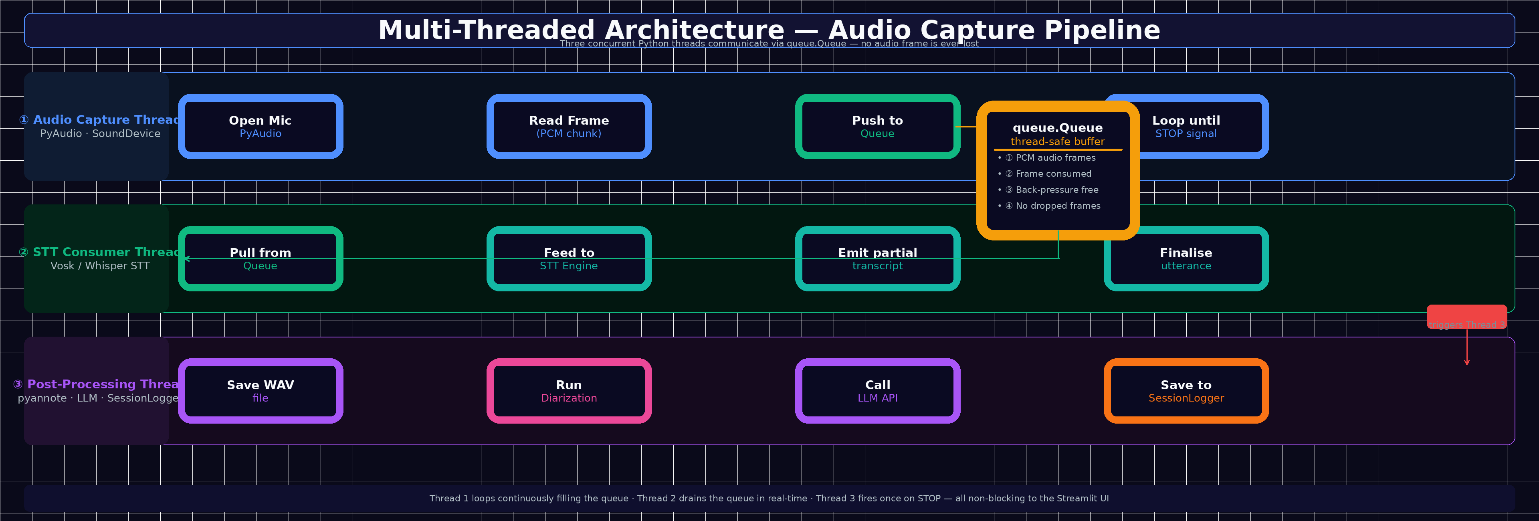 Multi-Threaded Architecture — Audio Capture Pipeline
Three concurrent Python threads communicate via queue.Queue — no audio frame is ever lost
① Audio Capture Thread
PyAudio · SoundDevice
Open Mic
PyAudio
Read Frame
(PCM chunk)
Push to
Queue
queue.Queue
thread-safe buffer
• ① PCM audio frames
• ② Frame consumed
• ③ Back-pressure free
• ④ No dropped frames
Loop until
STOP signal
② STT Consumer Thread
Vosk / Whisper STT
Pull from
Queue
Feed to
STT Engine
Emit partial
transcript
Finalise
utterance
triggers Thread 3
③ Post-Processing Threa
pyannote · LLM · SessionLogge
Save WAV
file
Run
Diarization
Call
LLM API
Save to
SessionLogger
Thread 1 loops continuously filling the queue · Thread 2 drains the queue in real-time · Thread 3 fires once on STOP — all non-blocking to the Streamlit UI